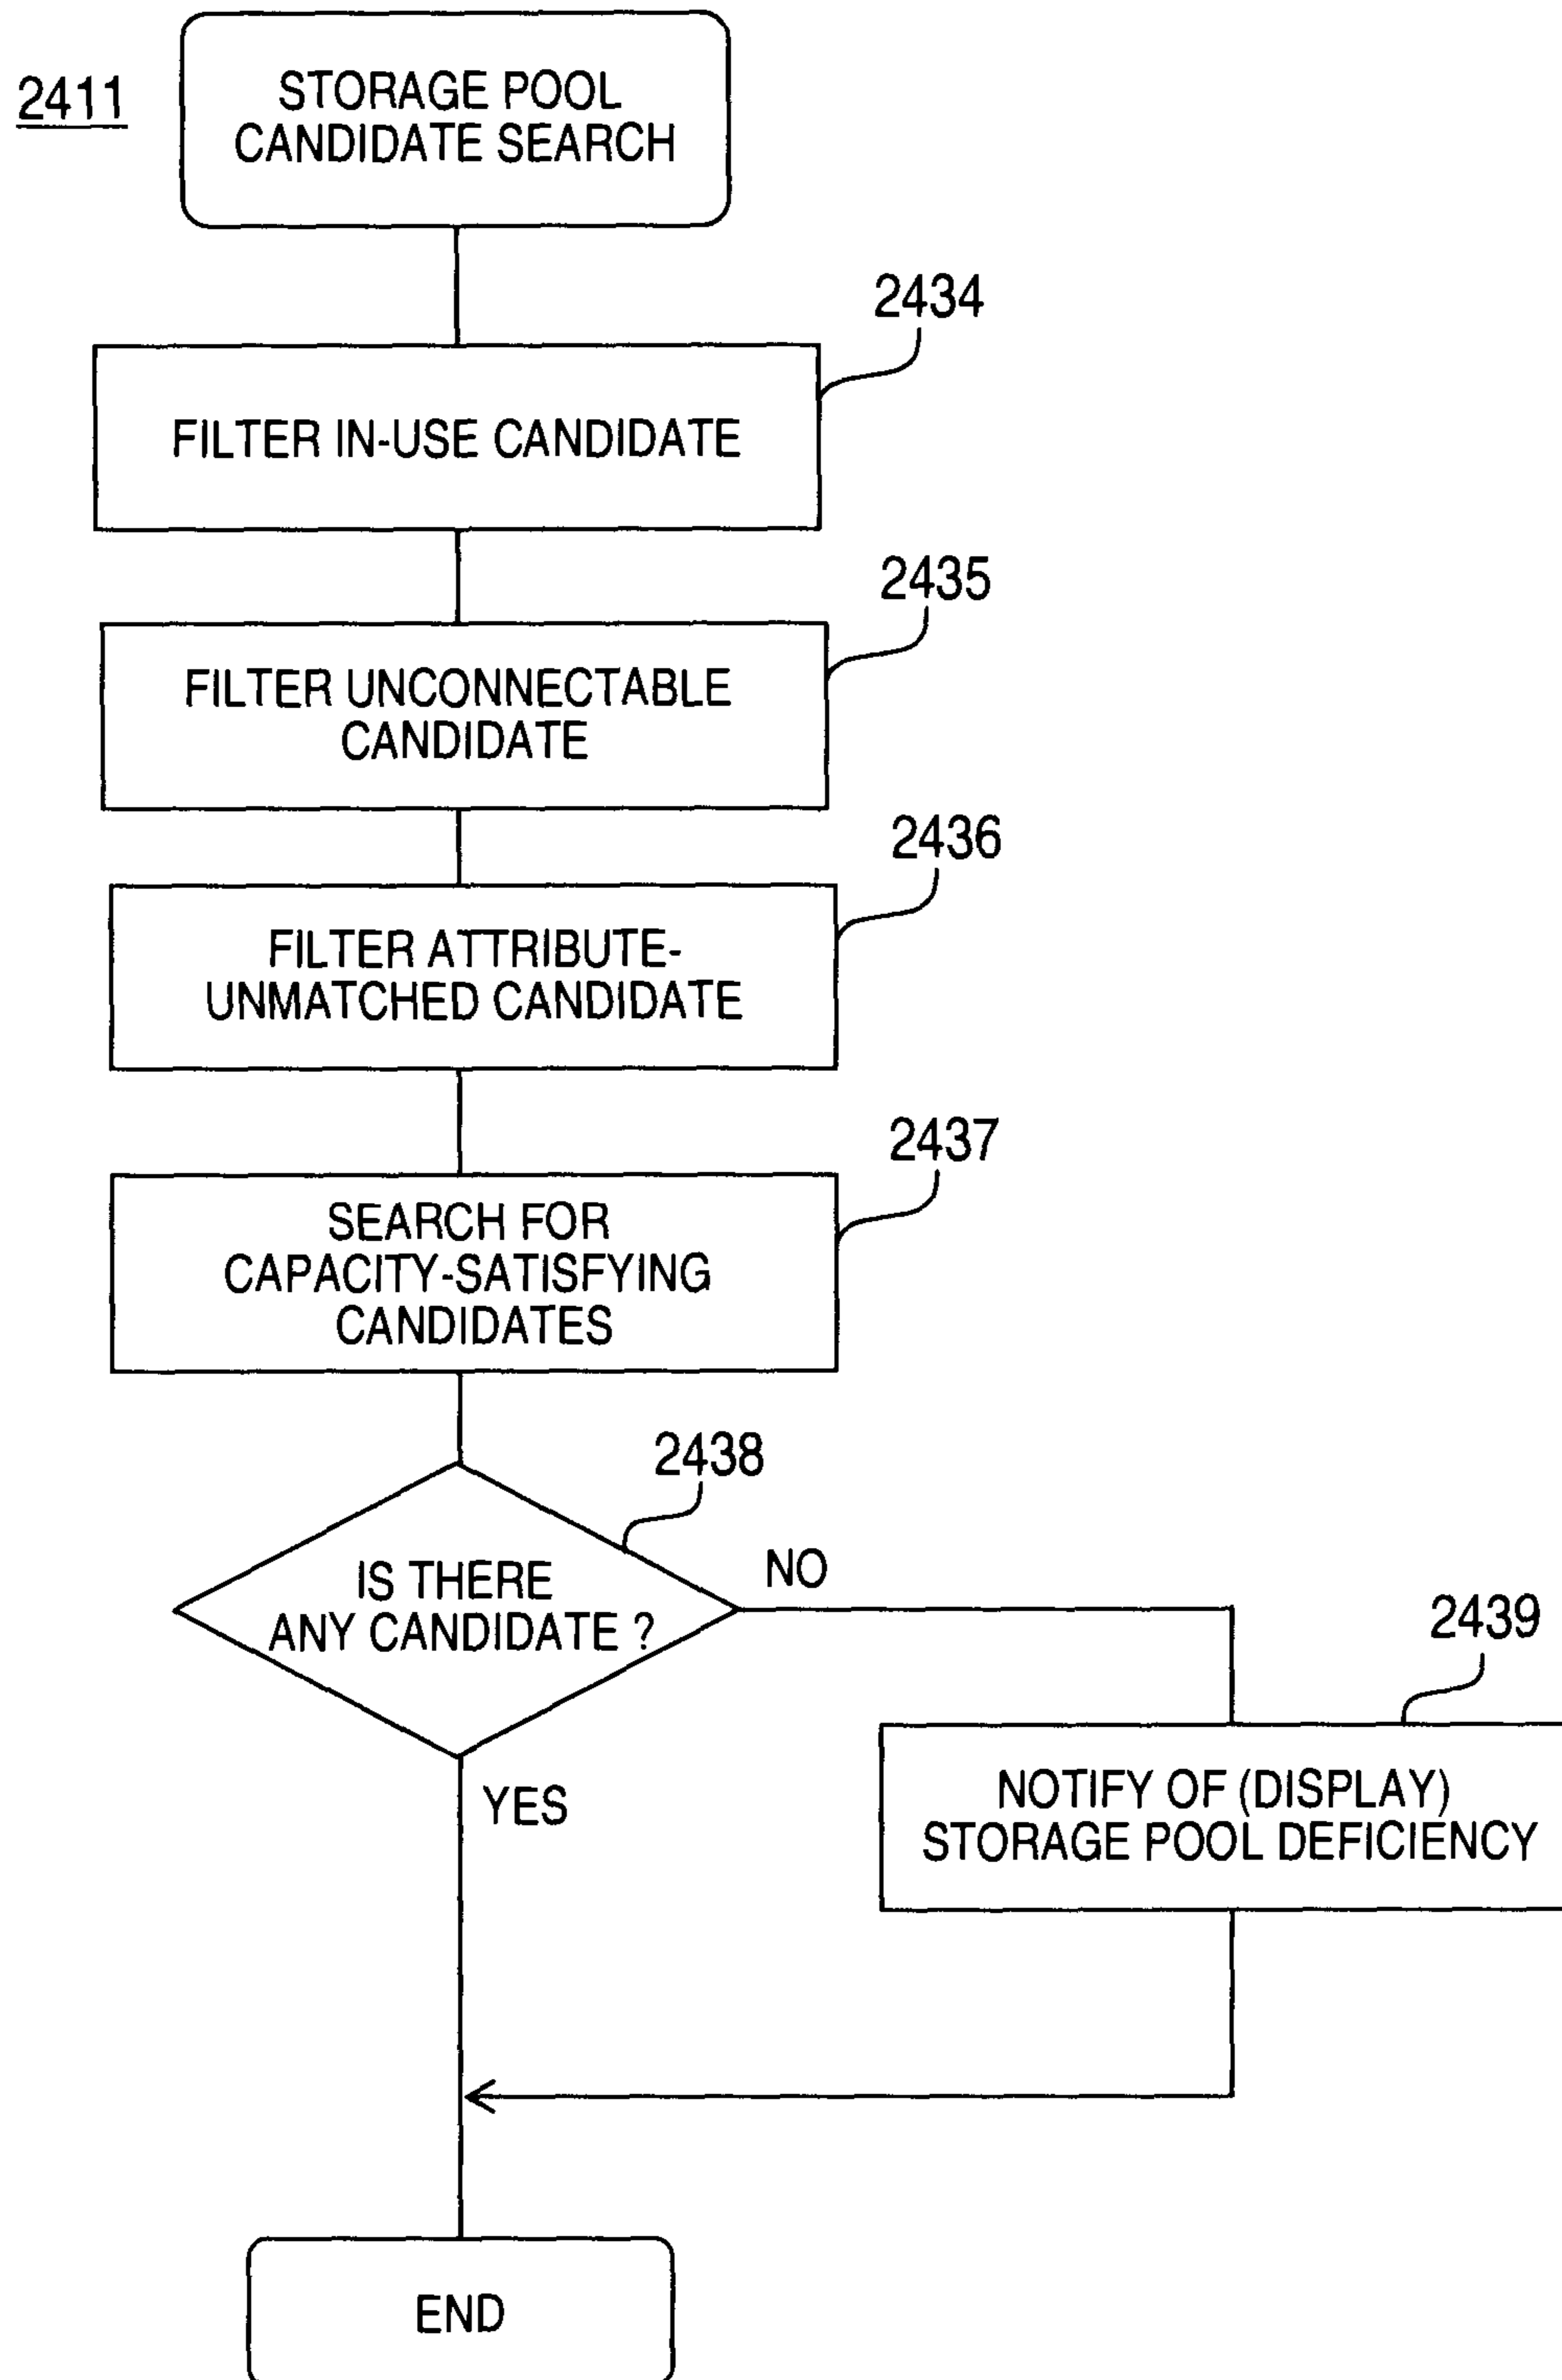 2411
STORAGE POOL
CANDIDATE SEARCH
2434
FILTER IN-USE CANDIDATE
2435
FILTER UNCONNECTABLE
CANDIDATE
2436
FILTER ATTRIBUTE-
UNMATCHED CANDIDATE
2437
SEARCH FOR
CAPACITY-SATISFYING
CANDIDATES
2438
IS THERE
ANY CANDIDATE ?
NO
2439
NOTIFY OF (DISPLAY)
STORAGE POOL DEFICIENCY
YES
END